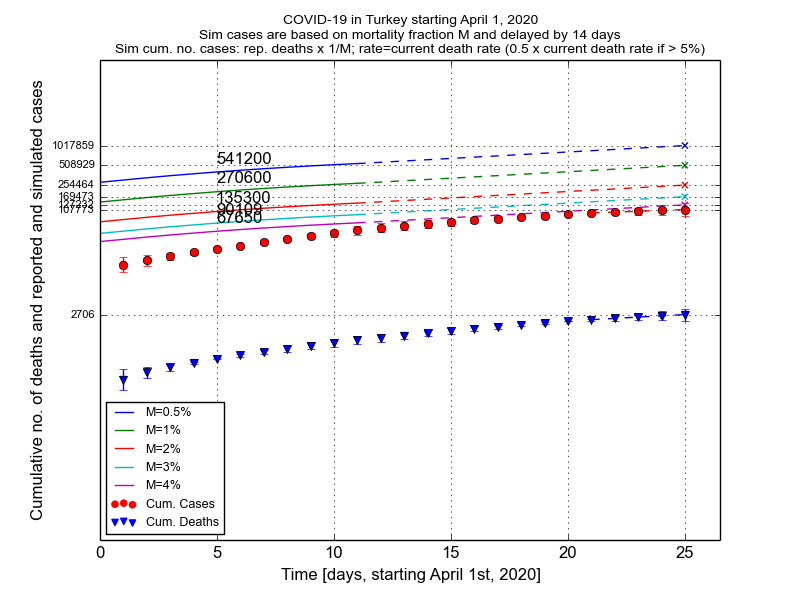 COVID-19 in Turkey starting April 1, 2020
Sim cases are based on mortality fraction M and delayed by 14 days
Sim cum. no. cases: rep. deaths x 1/M; rate=current death rate (0.5 x current death rate if > 5%)
Cumulative no. of deaths and reported and simulated cases
1017859
508929
254464
169473
107773
2706
541200
270600
135300
90109
67650
M=0.5%
M=1%
M=2%
M=3%
M=4%
Cum. Cases
Cum. Deaths
0 5 10 15 20 25
Time [days, starting April 1st, 2020]